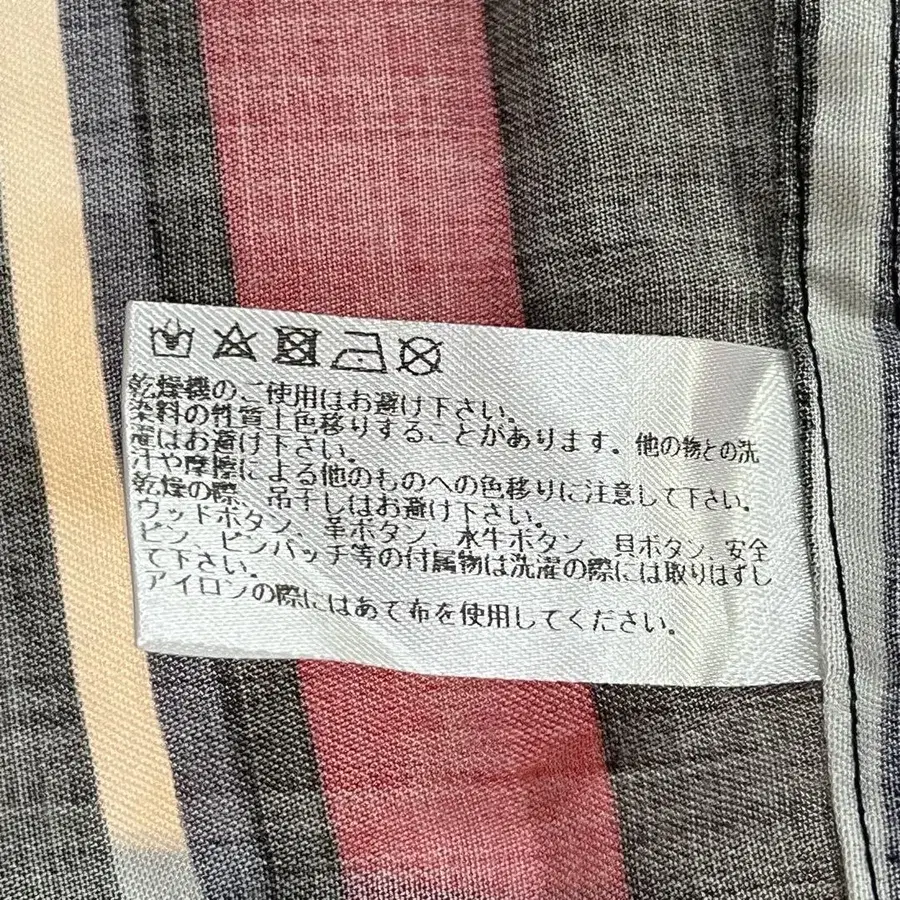 乾燥機のご使用はお避け下さい。
染料の性質上色移りすることがあります。他の物との洗
濯はお避け下さい。
汗や摩擦による他のものへの色移りに注意して下さい。
乾燥の際、吊干しはお避け下さい。
ウッドボタン、革ボタン、水牛ボタン、貝ボタン、安全
ピン、ピンバッチ等の付属物は洗濯の際には取りはずし
て下さい。
アイロンの際にはあて布を使用してください。